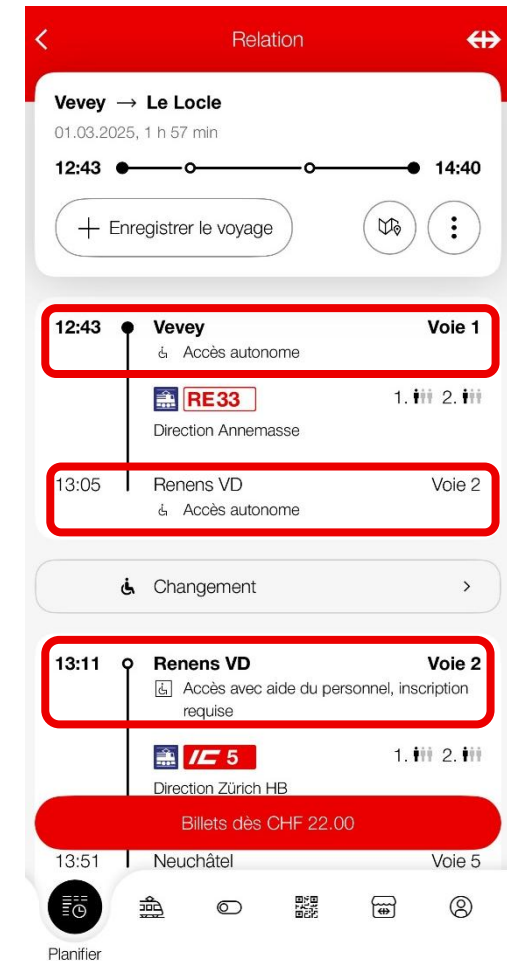 Relation
Vevey → Le Locle
01.03.2025, 1 h 57 min
12:43 14:40
+ Enregistrer le voyage
12:43 Vevey Voie 1
Accès autonome
RE33 1. 2.
Direction Annemasse
13:05 Renens VD Voie 2
Accès autonome
Changement
13:11 Renens VD Voie 2
Accès avec aide du personnel, inscription
requise
IC 5 1. 2.
Direction Zürich HB
Billets dès CHF 22.00
13:51 Neuchâtel Voie 5
Planifier